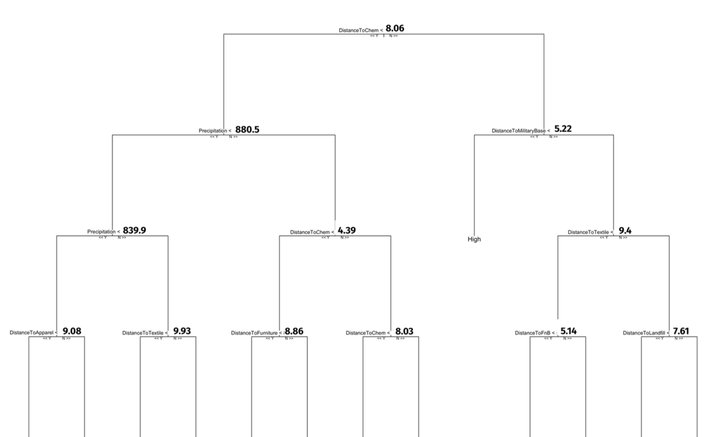 DistanceToChem < 8.06
<< Y E N >>
Precipitation < 880.5
<< Y N >>
DistanceToMilitaryBase < 5.22
<< Y N >>
Precipitation < 839.9
<< Y N >>
DistanceToChem < 4.39
<< Y N >>
High
DistanceToTextile < 9.4
<< Y N >>
DistanceToApparel < 9.08
<< Y N >>
DistanceToTextile < 9.93
<< Y N >>
DistanceToFurniture < 8.86
<< Y N >>
DistanceToChem < 8.03
<< Y N >>
DistanceToFnB < 5.14
<< Y N >>
DistanceToLandfill < 7.61
<< Y N >>